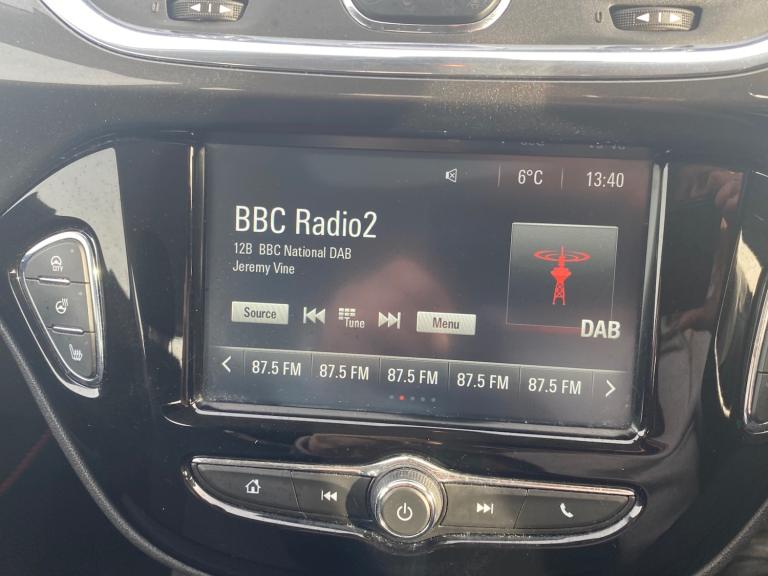 6°C 13:40
BBC Radio2
12B BBC National DAB
Jeremy Vine
DAB
Source Tune Menu
87.5 FM 87.5 FM 87.5 FM 87.5 FM 87.5 FM
CITY